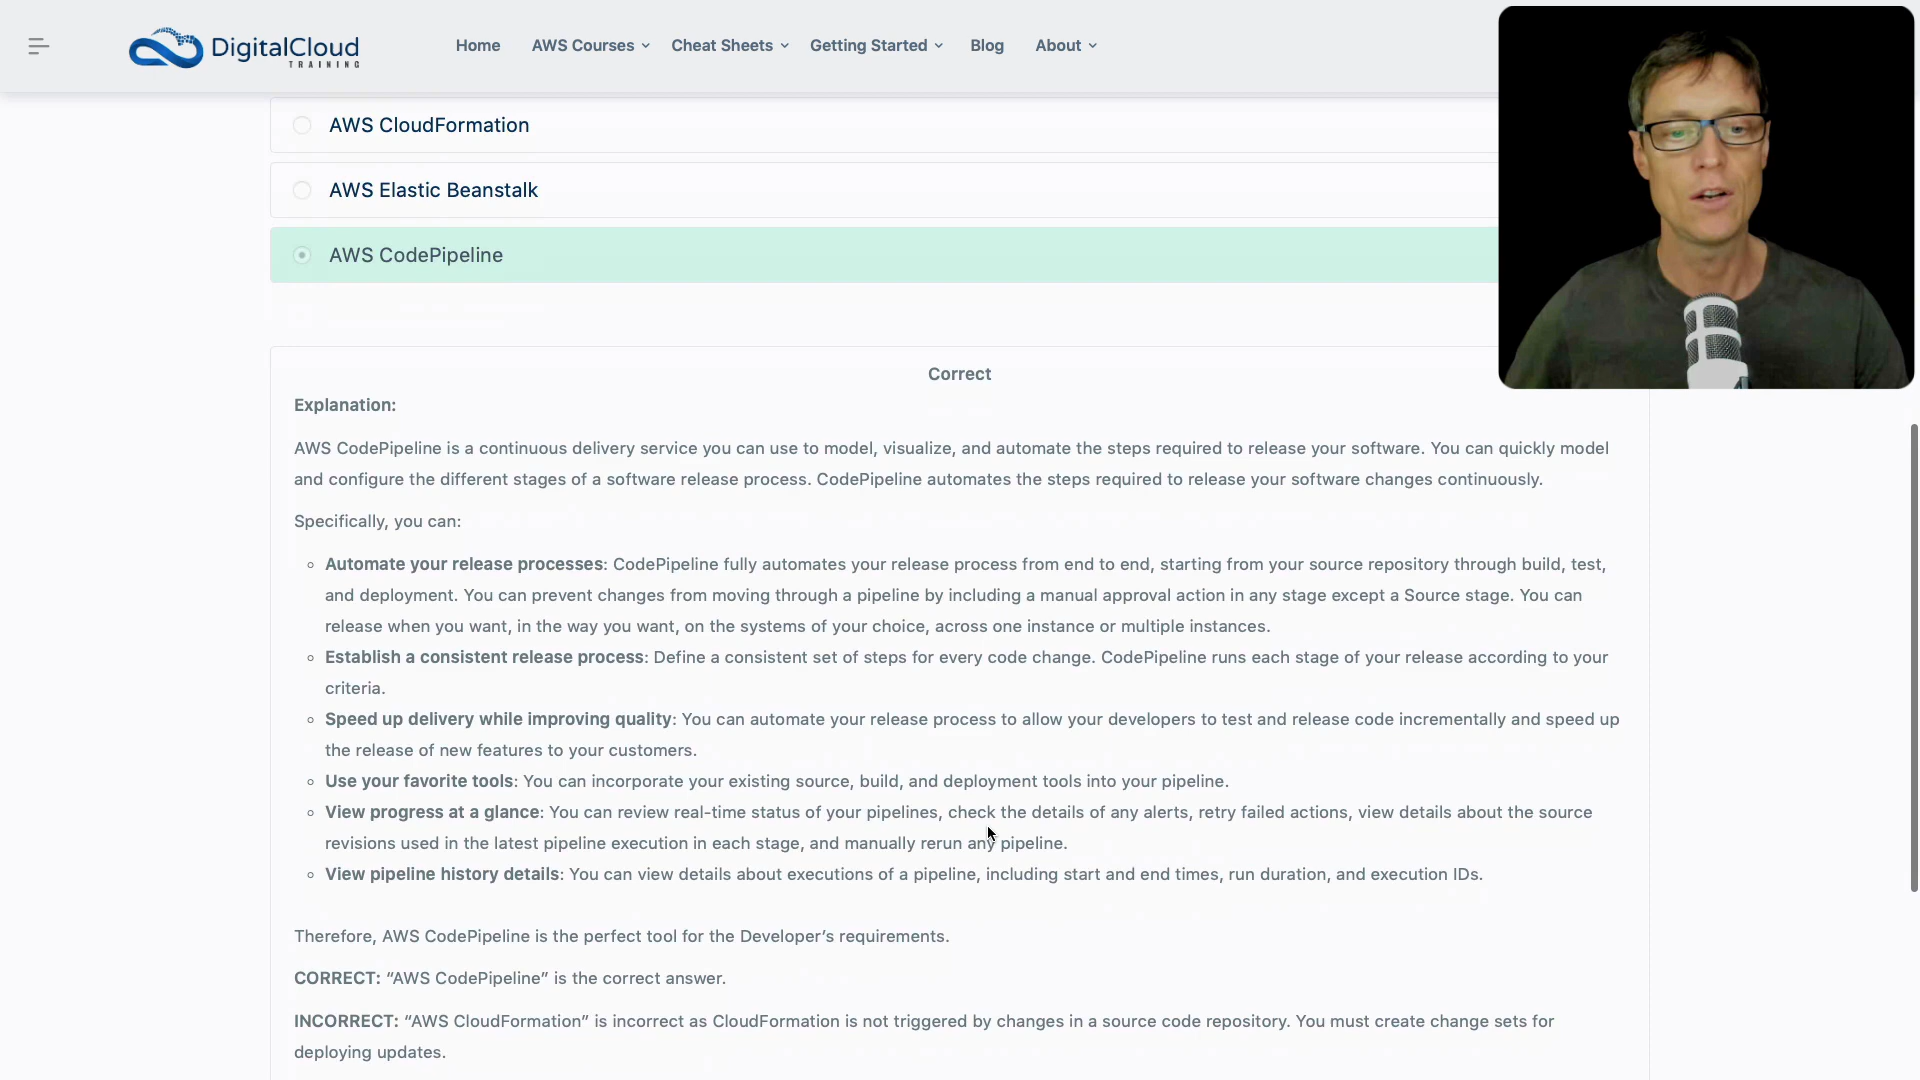 DigitalCloud
TRAINING
Home AWS Courses Cheat Sheets Getting Started Blog About
AWS CloudFormation
AWS Elastic Beanstalk
AWS CodePipeline
Correct
Explanation:
AWS CodePipeline is a continuous delivery service you can use to model, visualize, and automate the steps required to release your software. You can quickly model
and configure the different stages of a software release process. CodePipeline automates the steps required to release your software changes continuously.
Specifically, you can:
Automate your release processes: CodePipeline fully automates your release process from end to end, starting from your source repository through build, test,
and deployment. You can prevent changes from moving through a pipeline by including a manual approval action in any stage except a Source stage. You can
release when you want, in the way you want, on the systems of your choice, across one instance or multiple instances.
Establish a consistent release process: Define a consistent set of steps for every code change. CodePipeline runs each stage of your release according to your
criteria.
Speed up delivery while improving quality: You can automate your release process to allow your developers to test and release code incrementally and speed up
the release of new features to your customers.
Use your favorite tools: You can incorporate your existing source, build, and deployment tools into your pipeline.
View progress at a glance: You can review real-time status of your pipelines, check the details of any alerts, retry failed actions, view details about the source
revisions used in the latest pipeline execution in each stage, and manually rerun any pipeline.
View pipeline history details: You can view details about executions of a pipeline, including start and end times, run duration, and execution IDs.
Therefore, AWS CodePipeline is the perfect tool for the Developer’s requirements.
CORRECT: “AWS CodePipeline” is the correct answer.
INCORRECT: “AWS CloudFormation” is incorrect as CloudFormation is not triggered by changes in a source code repository. You must create change sets for
deploying updates.